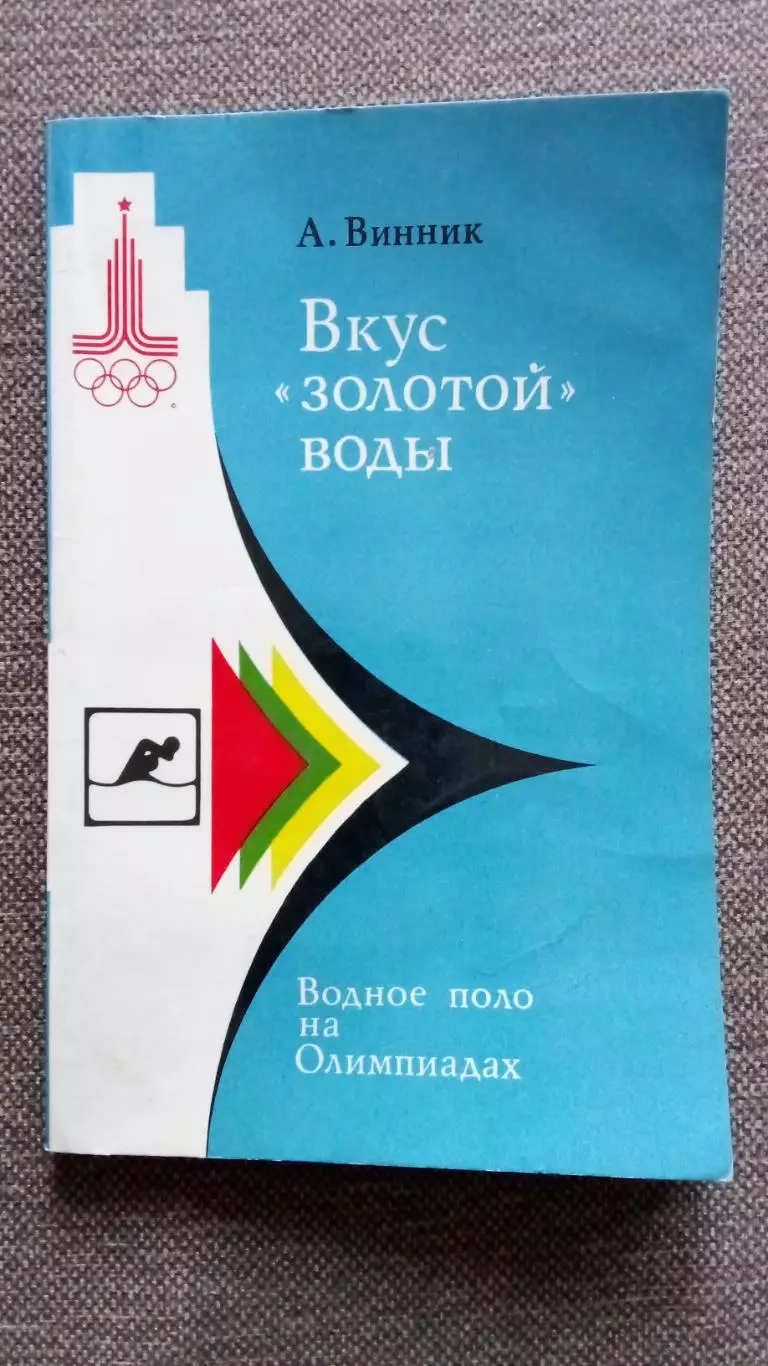 А. Винник
Вкус
«золотой»
воды
Водное поло
на
Олимпиадах